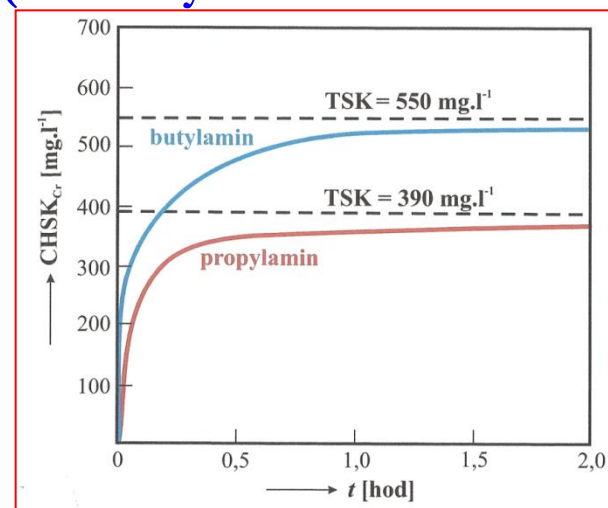 700
600
500
400
300
200
100
CHSK_Cr [mg.l⁻¹]
TSK = 550 mg.l⁻¹
butylamin
TSK = 390 mg.l⁻¹
propylamin
0
0,5
1,0
1,5
2,0
t [hod]